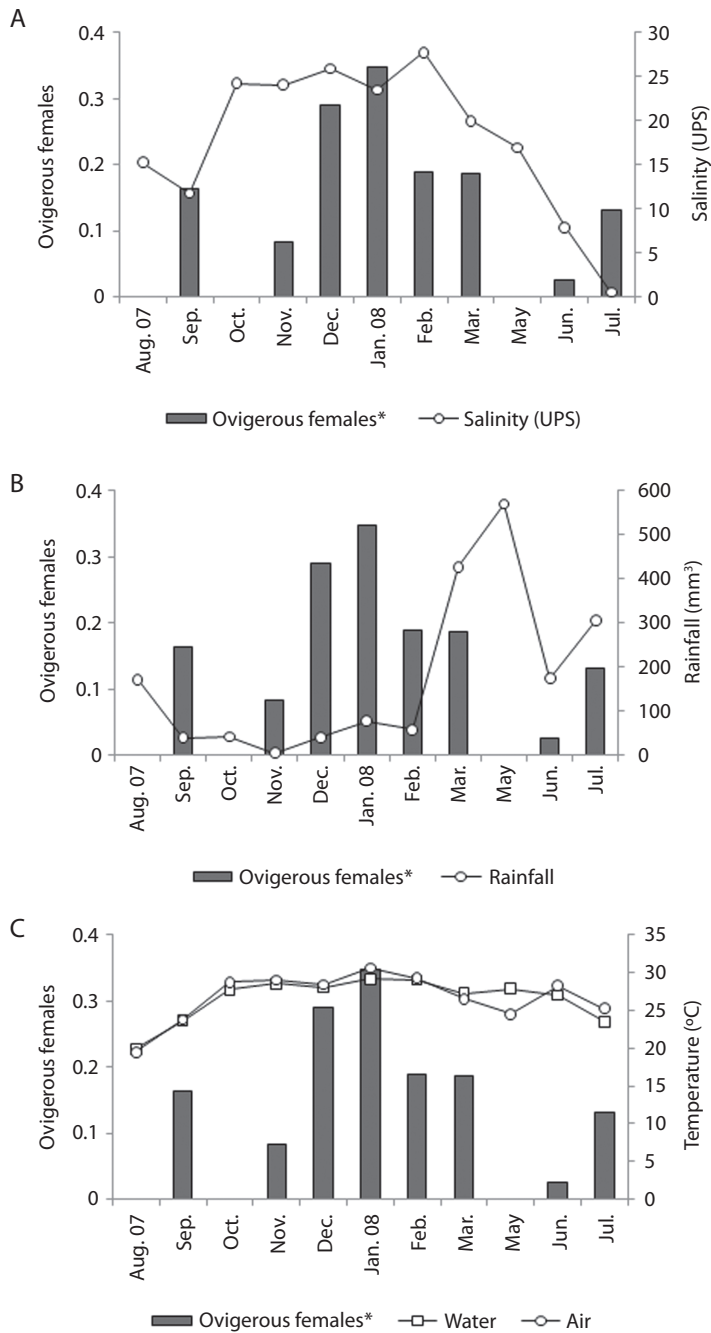 A
0.4
0.3
0.2
0.1
0
Ovigerous females
30
25
20
15
10
5
0
Salinity (UPS)
Aug. 07
Sep.
Oct.
Nov.
Dec.
Jan. 08
Feb.
Mar.
May
Jun.
Jul.
Ovigerous females* Salinity (UPS)
B
0.4
0.3
0.2
0.1
0
Ovigerous females
600
500
400
300
200
100
0
Rainfall (mm³)
Aug. 07
Sep.
Oct.
Nov.
Dec.
Jan. 08
Feb.
Mar.
May
Jun.
Jul.
Ovigerous females* Rainfall
C
0.4
0.3
0.2
0.1
0
Ovigerous females
35
30
25
20
15
10
5
0
Temperature (ºC)
Aug. 07
Sep.
Oct.
Nov.
Dec.
Jan. 08
Feb.
Mar.
May
Jun.
Jul.
Ovigerous females* Water Air